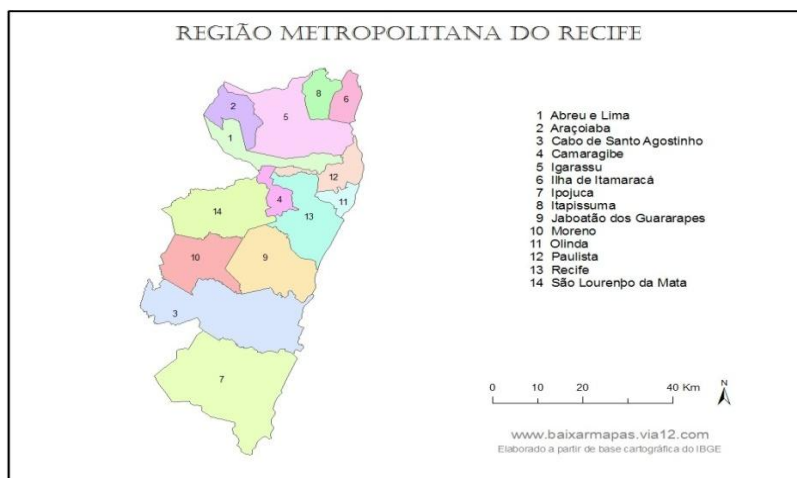 REGIÃO METROPOLITANA DO RECIFE
8
6
2
5
1
12
4
11
14
13
10
9
3
7
1 Abreu e Lima
2 Araçoiaba
3 Cabo de Santo Agostinho
4 Camaragibe
5 Igarassu
6 Ilha de Itamaracá
7 Ipojuca
8 Itapissuma
9 Jaboatão dos Guararapes
10 Moreno
11 Olinda
12 Paulista
13 Recife
14 São Lourenþo da Mata
0 10 20 40 Km
N
www.baixarmapas.via12.com
Elaborado a partir de base cartográfica do IBGE